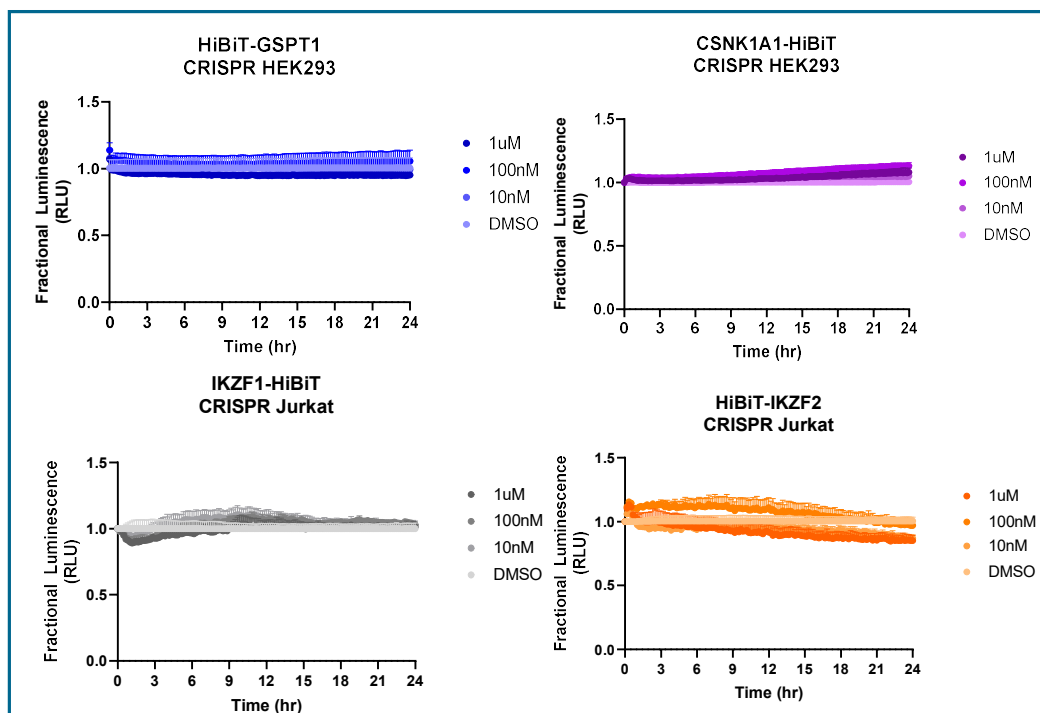 HiBiT-GSPT1
CRISPR HEK293
Fractional Luminescence
(RLU)
1.5
1.0
0.5
0.0
0 3 6 9 12 15 18 21 24
Time (hr)
1uM
100nM
10nM
DMSO
CSNK1A1-HiBiT
CRISPR HEK293
Fractional Luminescence
(RLU)
1.5
1.0
0.5
0.0
0 3 6 9 12 15 18 21 24
Time (hr)
1uM
100nM
10nM
DMSO
IKZF1-HiBiT
CRISPR Jurkat
Fractional Luminescence
(RLU)
1.5
1.0
0.5
0.0
0 3 6 9 12 15 18 21 24
Time (hr)
1uM
100nM
10nM
DMSO
HiBiT-IKZF2
CRISPR Jurkat
Fractional Luminescence
(RLU)
1.5
1.0
0.5
0.0
0 3 6 9 12 15 18 21 24
Time (hr)
1uM
100nM
10nM
DMSO